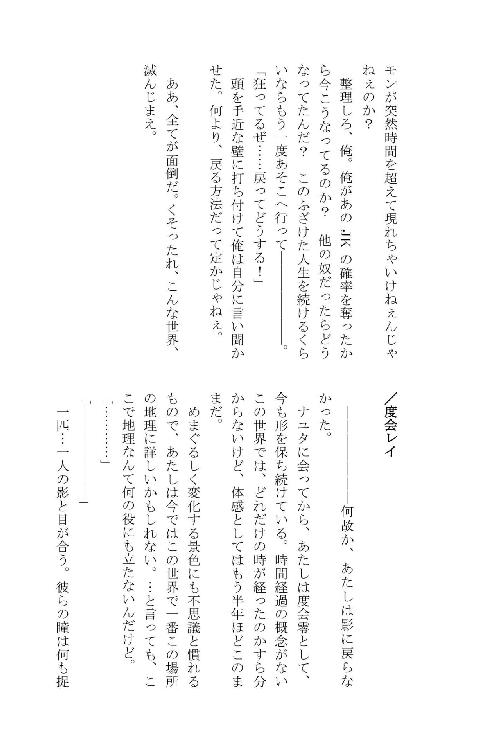 モンが突然時間を超えて現れちゃいけねぇんじゃ
ねぇのか？
　整理しろ、俺。俺があの JK の確率を奪ったか
ら今こうなってるのか？　他の奴だったらどう
なってたんだ？　このふざけた人生を続けるくら
いならもう一度あそこへ行って――――――。
「狂ってるぜ……戻ってどうする！」
　頭を手近な壁に打ち付けて俺は自分に言い聞か
せた。何より、戻る方法だって定かじゃねぇ。
　ああ、全てが面倒だ。くそったれ、こんな世界、
滅んじまえ。
／度会レイ
　――――――何故か、あたしは影に戻らな
かった。
　ナユタに会ってから、あたしは度会零として、
今も形を保ち続けている。時間経過の概念がない
この世界では、どれだけの時が経ったのかすら分
からないけど、体感としてはもう半年ほどこのま
まだ。
　めまぐるしく変化する景色にも不思議と慣れる
もので、あたしは今ではこの世界で一番この場所
の地理に詳しいかもしれない。…と言っても、こ
こで地理なんて何の役にも立たないんだけど。
「…………」
「――――――」
　一匹…一人の影と目が合う。彼らの瞳は何も捉